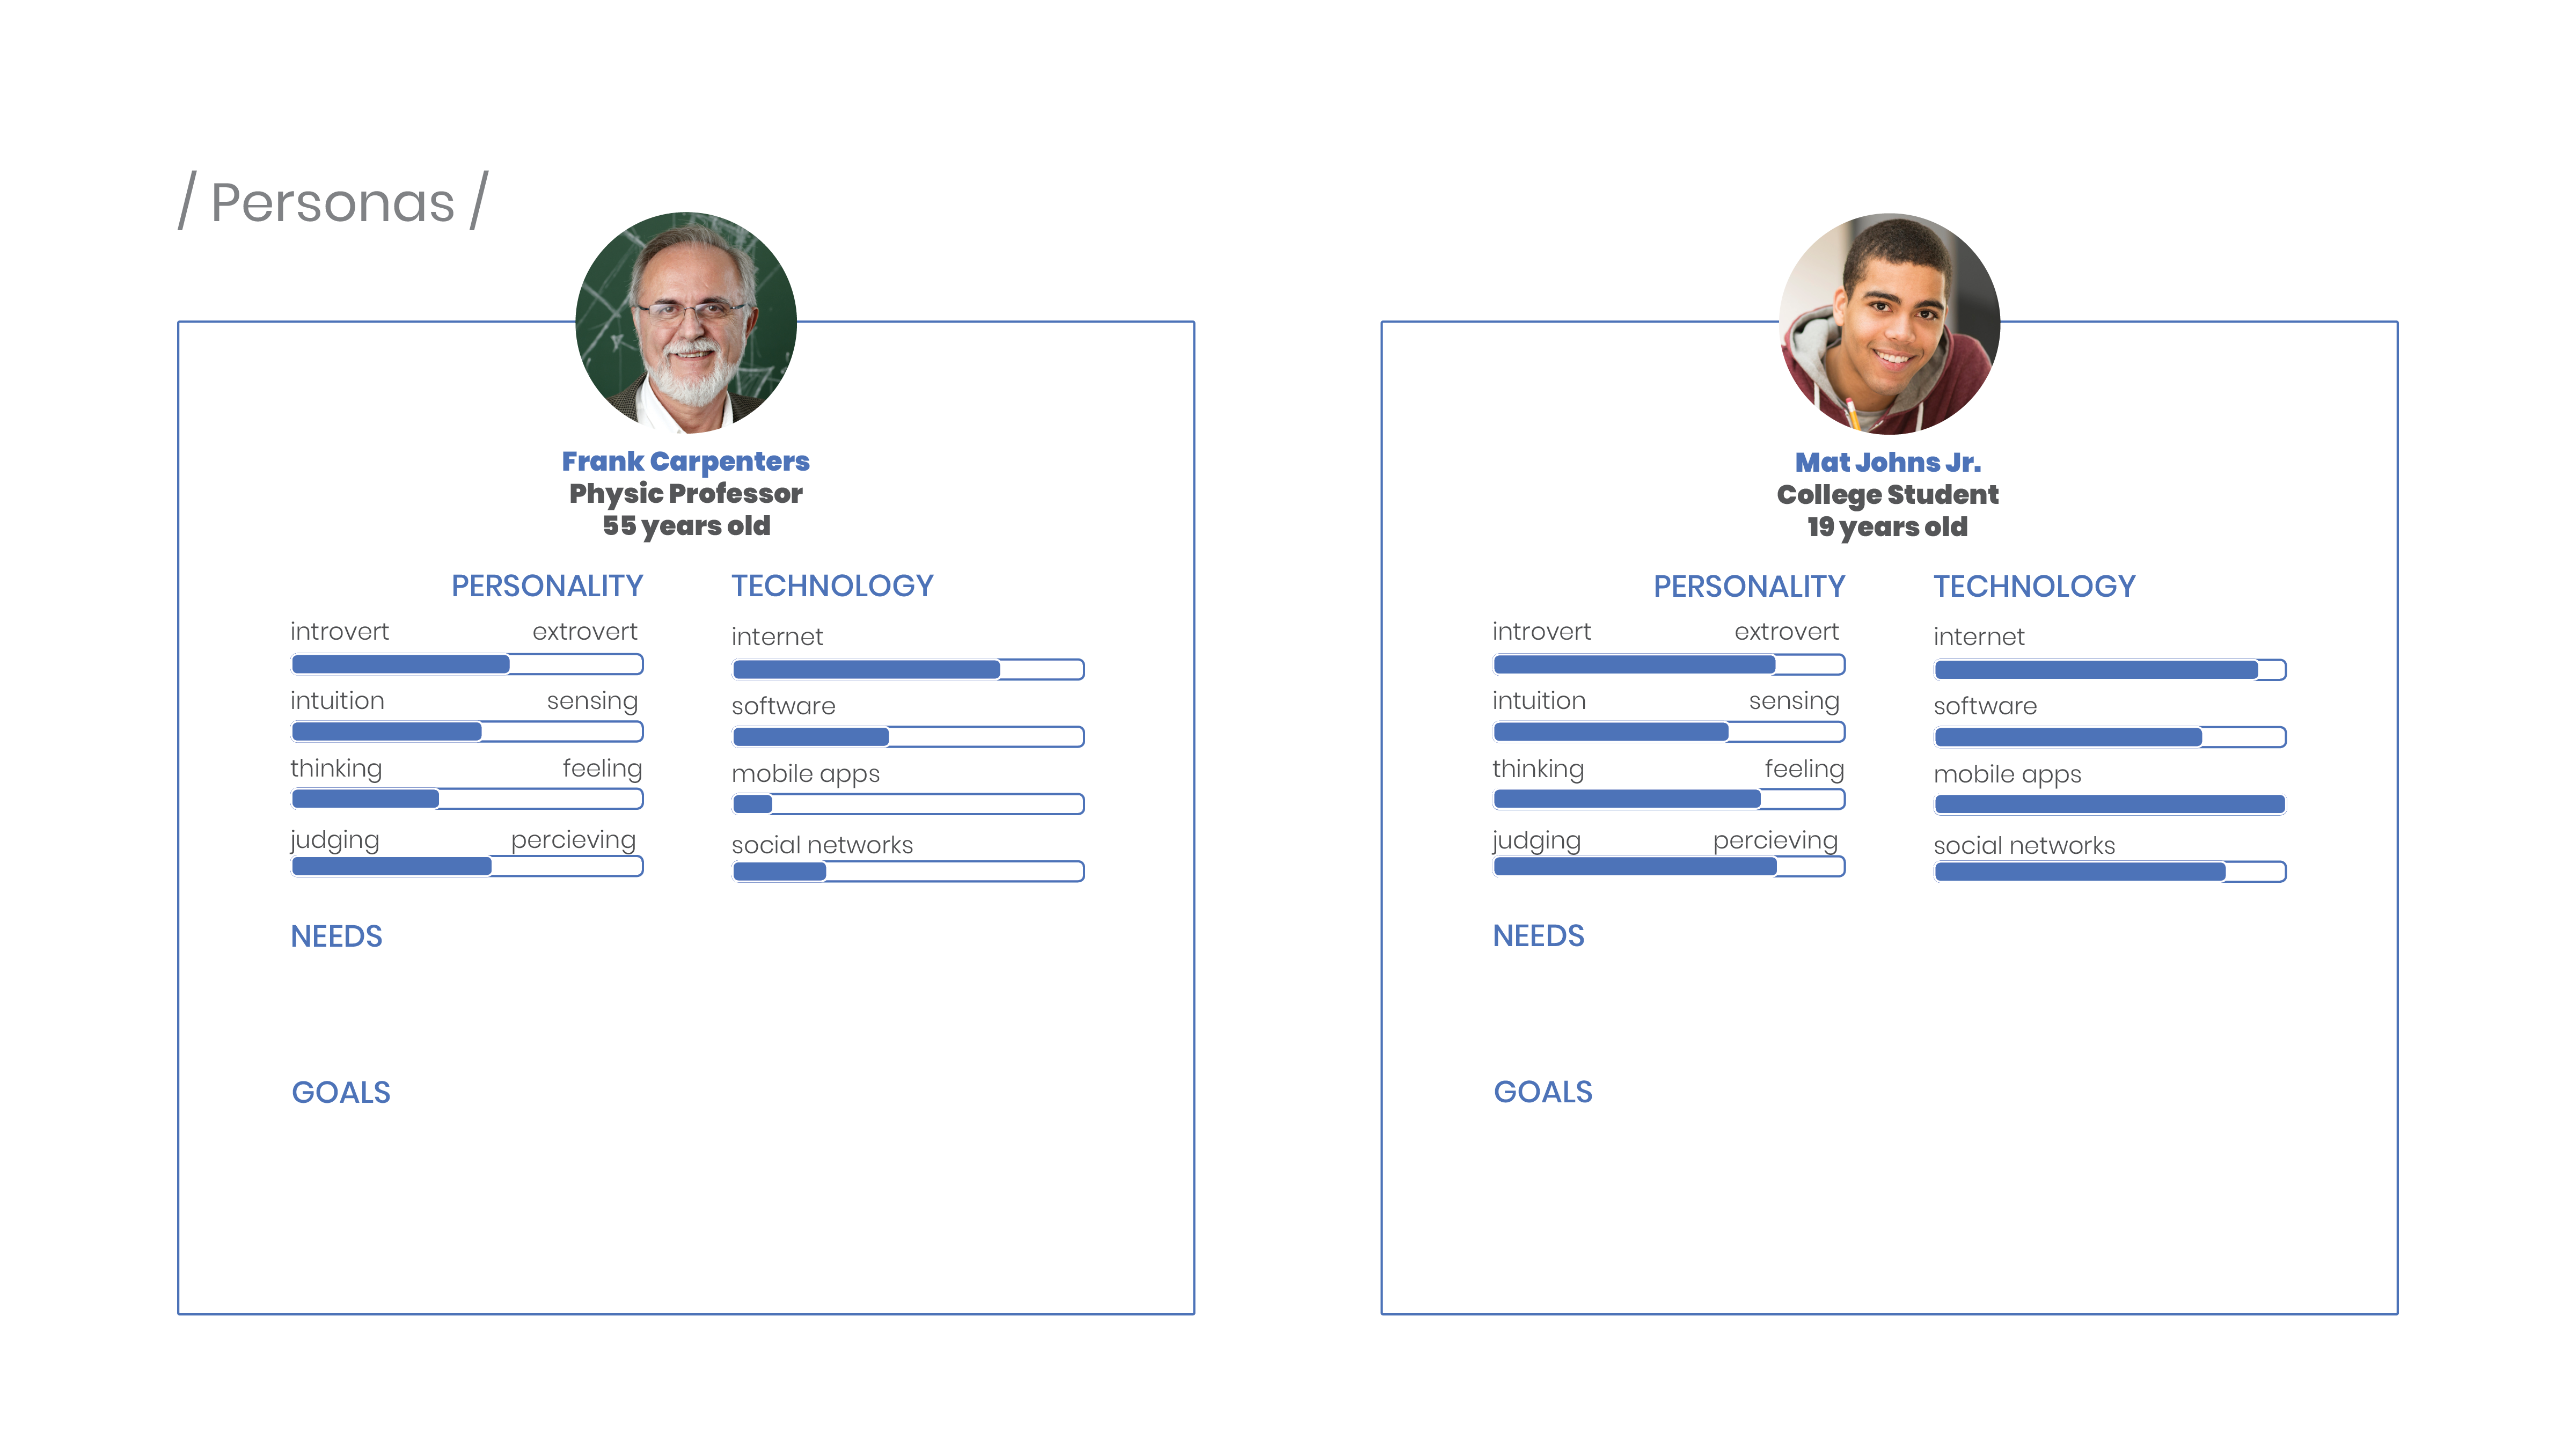 / Personas /
Frank Carpenters
Physic Professor
55 years old
PERSONALITY
introvert extrovert
intuition sensing
thinking feeling
judging percieving
TECHNOLOGY
internet
software
mobile apps
social networks
NEEDS
GOALS
Mat Johns Jr.
College Student
19 years old
PERSONALITY
introvert extrovert
intuition sensing
thinking feeling
judging percieving
TECHNOLOGY
internet
software
mobile apps
social networks
NEEDS
GOALS